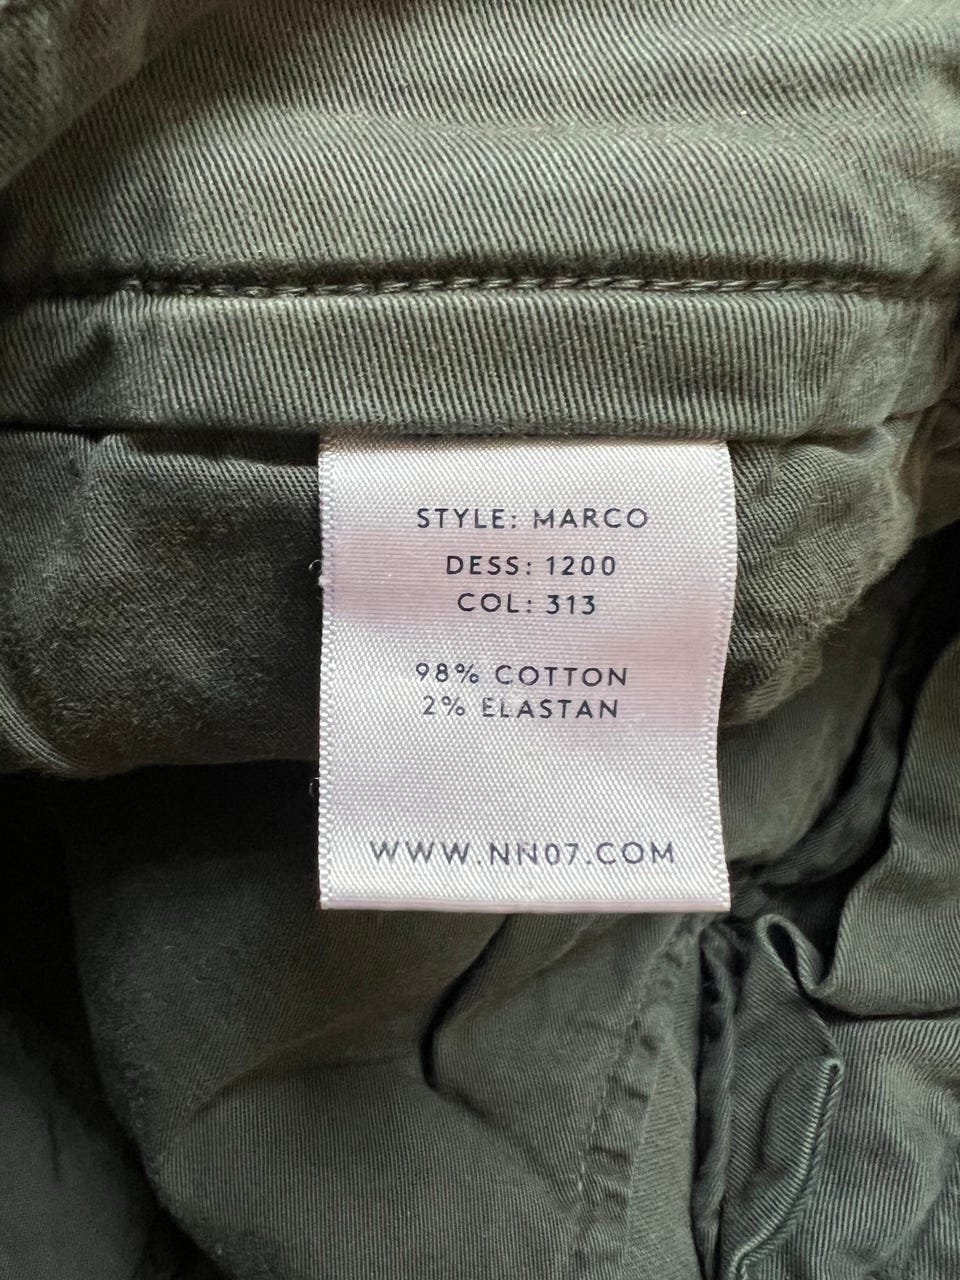 STYLE: MARCO
DESS: 1200
COL: 313
98% COTTON
2% ELASTAN
WWW.NN07.COM